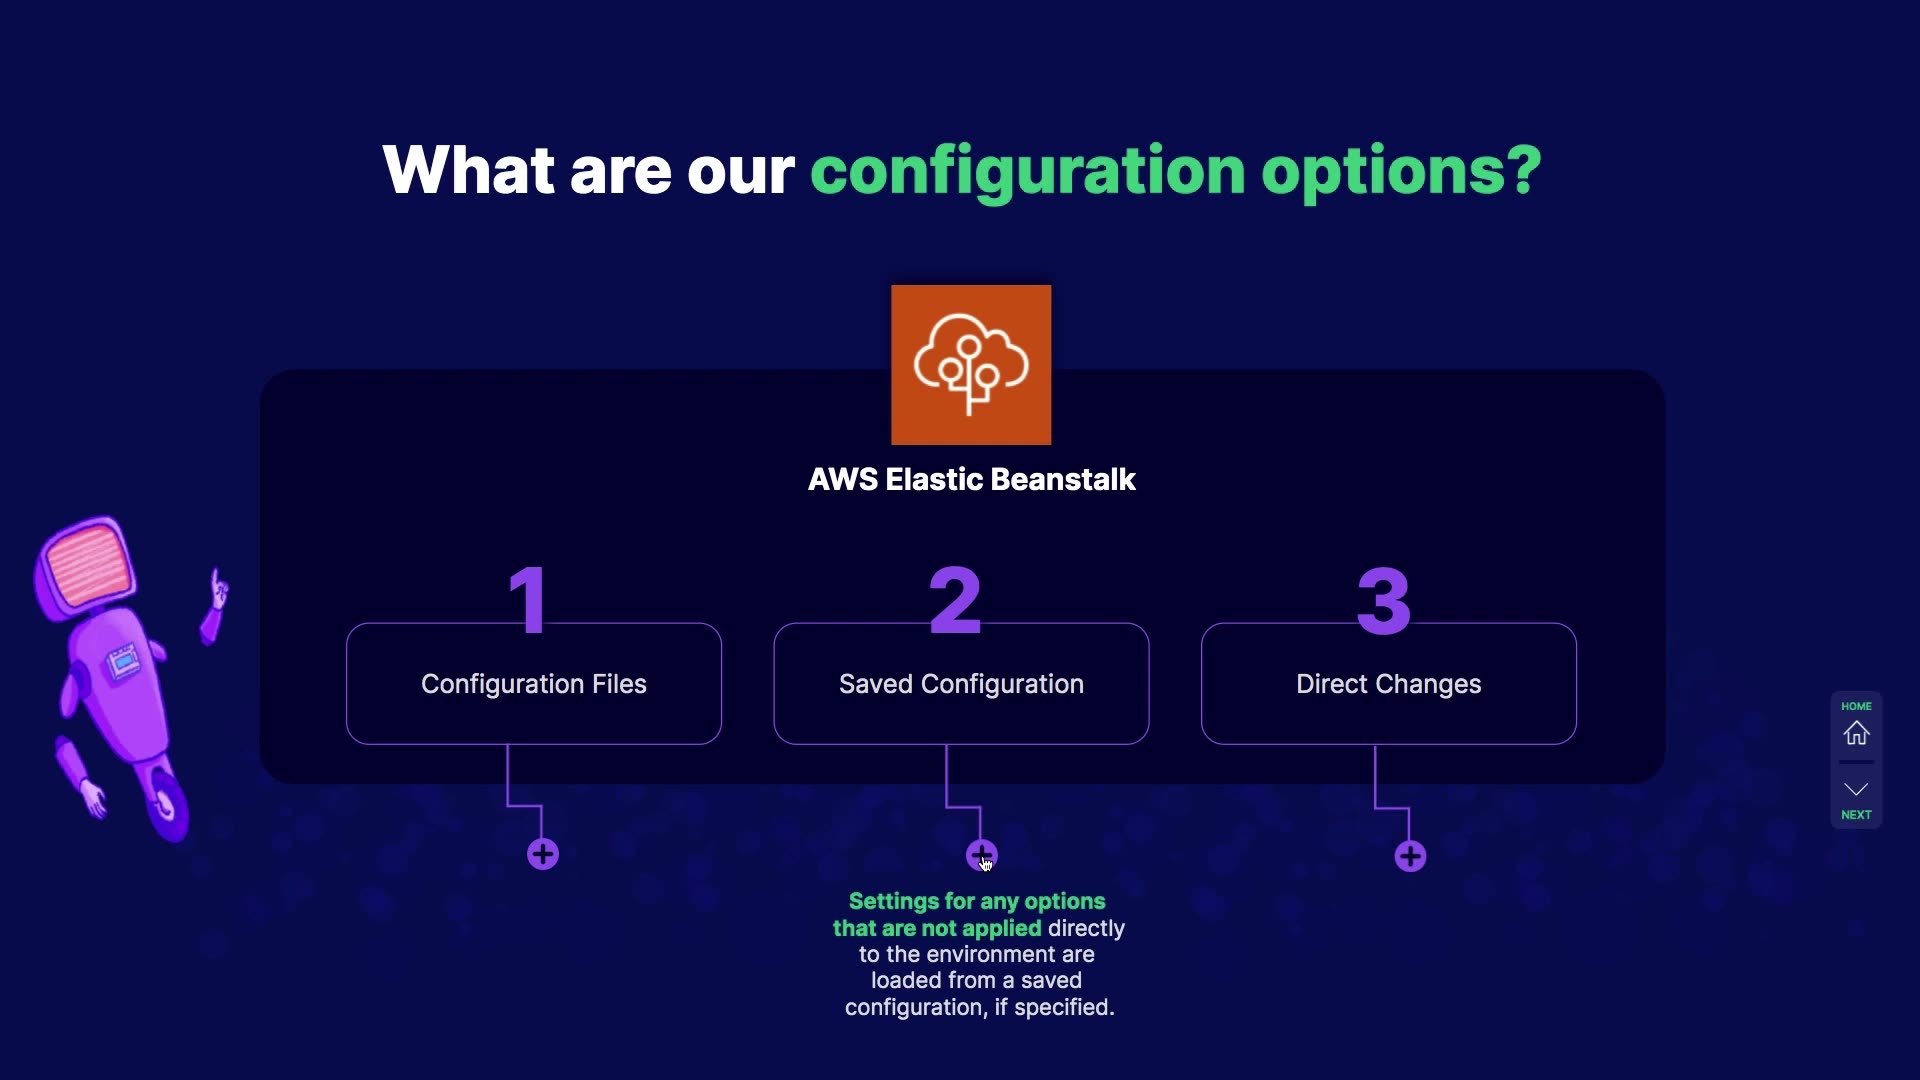 What are our configuration options?
AWS Elastic Beanstalk
1
Configuration Files
2
Saved Configuration
3
Direct Changes
Settings for any options
that are not applied directly
to the environment are
loaded from a saved
configuration, if specified.
HOME
NEXT